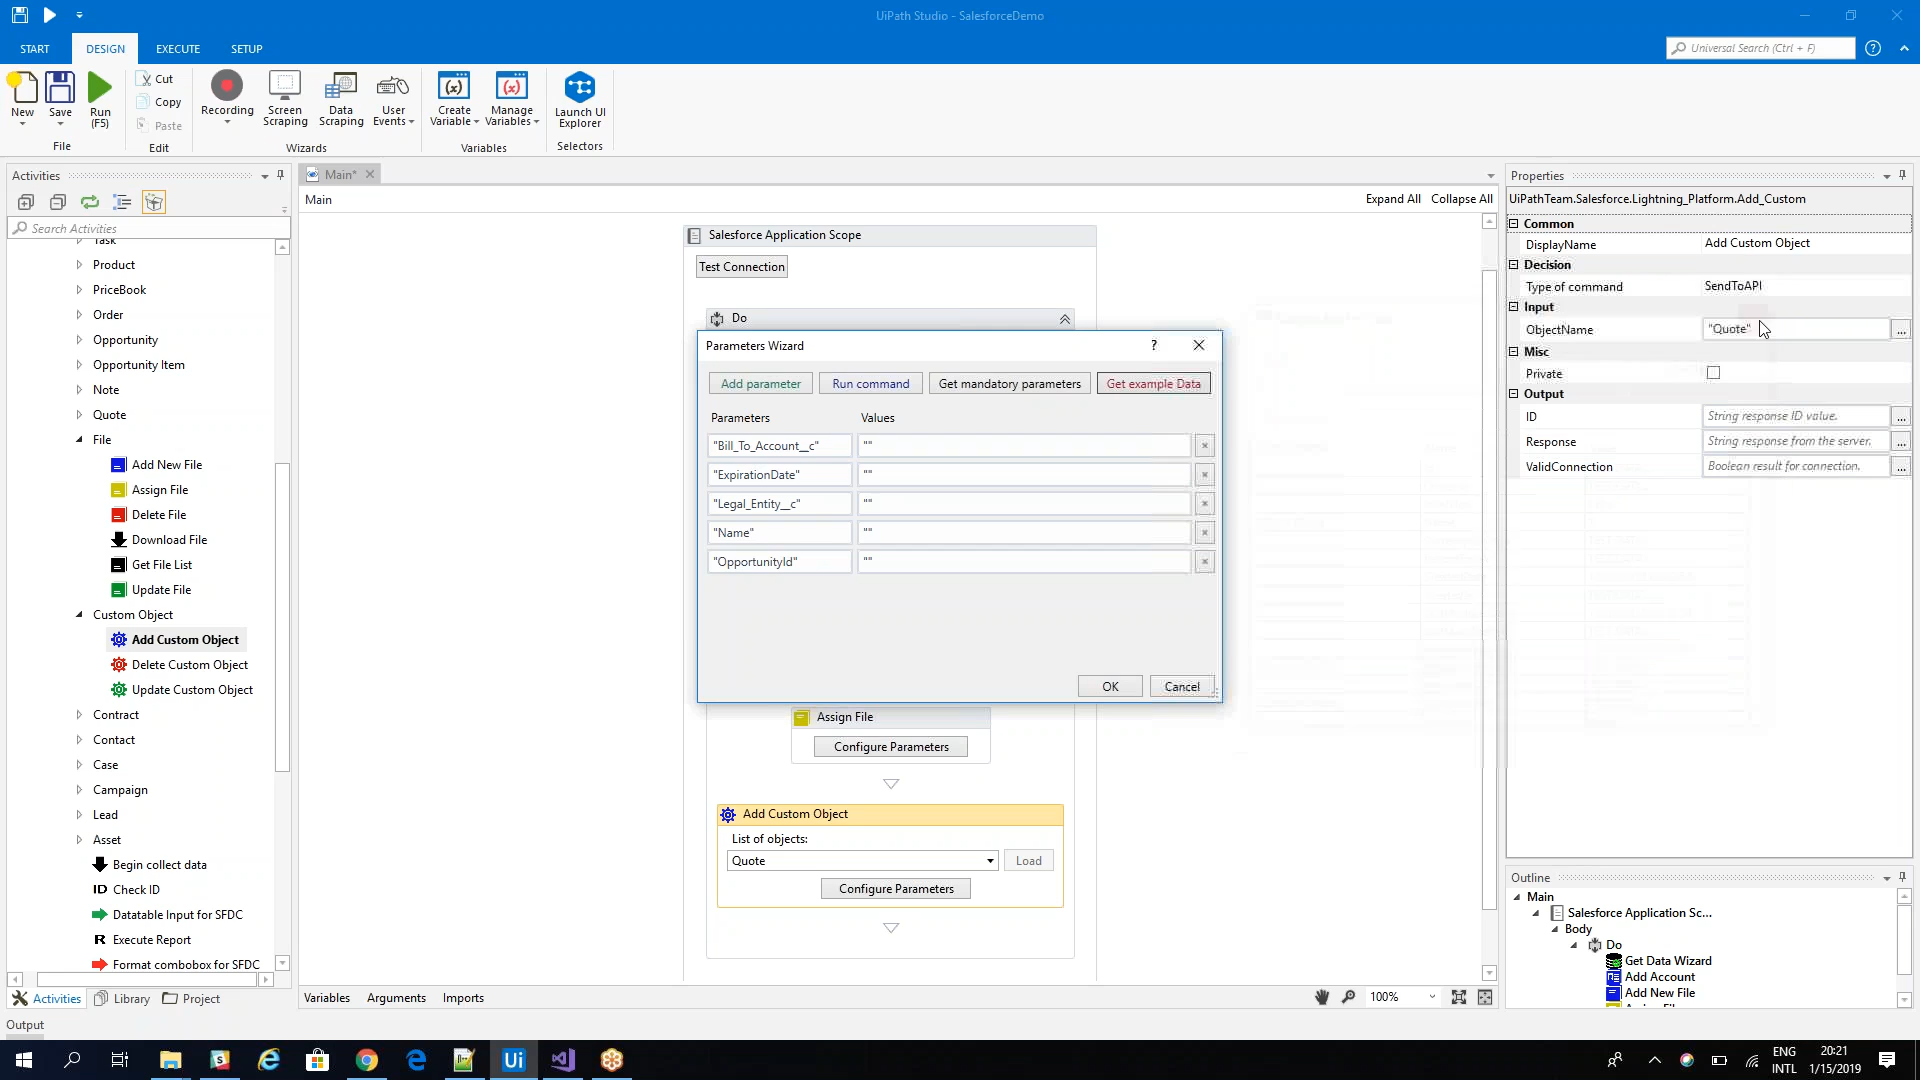 UiPath Studio - SalesforceDemo
START
DESIGN
EXECUTE
SETUP
Universal Search (Ctrl + F)
New
Save
Run
(F5)
File
Cut
Copy
Paste
Edit
Recording
Screen
Scraping
Data
Scraping
User
Events
Wizards
Create
Variable
Manage
Variables
Variables
Launch UI
Explorer
Selectors
Activities
Search Activities
Task
Product
PriceBook
Order
Opportunity
Opportunity Item
Note
Quote
File
Add New File
Assign File
Delete File
Download File
Get File List
Update File
Custom Object
Add Custom Object
Delete Custom Object
Update Custom Object
Contract
Contact
Case
Campaign
Lead
Asset
Begin collect data
ID Check ID
Datatable Input for SFDC
R Execute Report
Format combobox for SFDC
Activities
Library
Project
Output
Main*
Main
Expand All
Collapse All
Salesforce Application Scope
Test Connection
Do
Parameters Wizard
?
Add parameter
Run command
Get mandatory parameters
Get example Data
Parameters
Values
"Bill_To_Account__c"
""
"ExpirationDate"
""
"Legal_Entity__c"
""
"Name"
""
"OpportunityId"
""
OK
Cancel
Assign File
Configure Parameters
Add Custom Object
List of objects:
Quote
Load
Configure Parameters
Variables
Arguments
Imports
100%
Properties
UiPathTeam.Salesforce.Lightning_Platform.Add_Custom
Common
DisplayName
Add Custom Object
Decision
Type of command
SendToAPI
Input
ObjectName
"Quote"
...
Misc
Private
Output
ID
String response ID value.
...
Response
String response from the server.
...
ValidConnection
Boolean result for connection.
...
Outline
Main
Salesforce Application Sc...
Body
Do
Get Data Wizard
Add Account
Add New File
ENG
INTL
20:21
1/15/2019